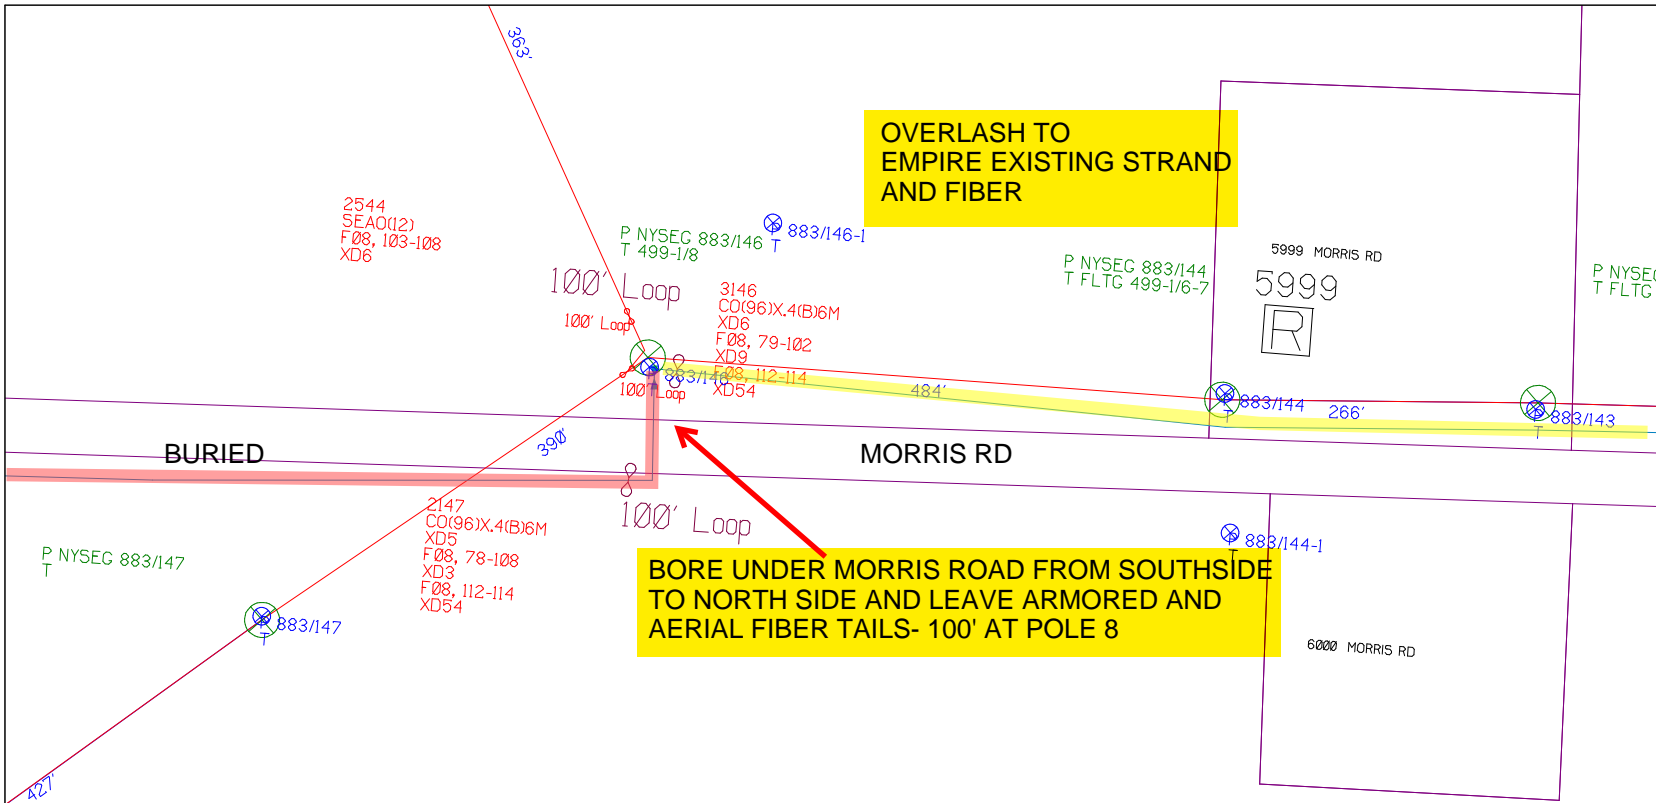 363'
OVERLASH TO
EMPIRE EXISTING STRAND
AND FIBER
2544
SEAO(12)
F08, 103-108
XD6
P NYSEG 883/146
T 499-1/8
883/146-1
T
P NYSEG 883/144
T FLTG 499-1/6-7
5999 MORRIS RD
5999
R
P NYSEG
T FLTG
100' Loop
100' Loop
3146
CO(96)X.4(B)6M
XD6
F08, 79-102
XD9
F08, 112-114
XD54
883/146
100' Loop
484'
883/144
T
266'
883/143
T
390'
BURIED
MORRIS RD
100' Loop
2147
CO(96)X.4(B)6M
XD5
F08, 78-108
XD3
F08, 112-114
XD54
P NYSEG 883/147
T
883/147
T
883/144-1
T
BORE UNDER MORRIS ROAD FROM SOUTHSIDE
TO NORTH SIDE AND LEAVE ARMORED AND
AERIAL FIBER TAILS- 100' AT POLE 8
6000 MORRIS RD
427'